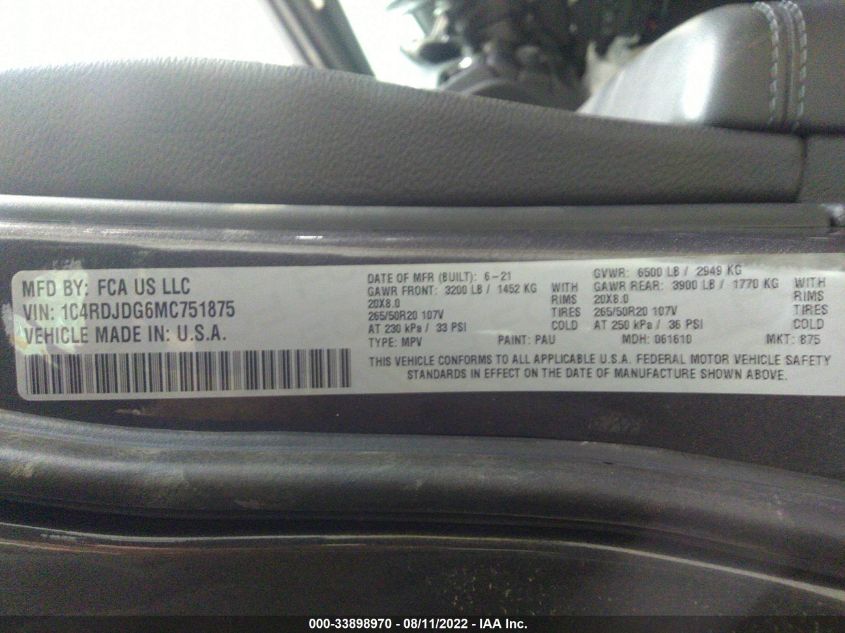 MFD BY: FCA US LLC
VIN: 1C4RDJDG6MC751875
VEHICLE MADE IN: U.S.A.
DATE OF MFR (BUILT): 6-21
GAWR FRONT: 3200 LB / 1452 KG WITH
20X8.0 RIMS
265/50R20 107V TIRES
AT 230 kPa / 33 PSI COLD
TYPE: MPV PAINT: PAU
GVWR: 6500 LB / 2949 KG
GAWR REAR: 3900 LB / 1770 KG WITH
20X8.0 RIMS
265/50R20 107V TIRES
AT 250 kPa / 36 PSI COLD
MDH: 061610 MKT: 875
THIS VEHICLE CONFORMS TO ALL APPLICABLE U.S.A. FEDERAL MOTOR VEHICLE SAFETY
STANDARDS IN EFFECT ON THE DATE OF MANUFACTURE SHOWN ABOVE.
000-33898970 - 08/11/2022 - IAA Inc.